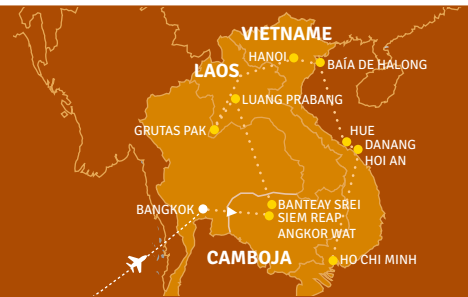 VIETNAME
HANOI
BAÍA DE HALONG
LAOS
LUANG PRABANG
GRUTAS PAK
HUE
DANANG
HOI AN
BANGKOK
BANTEAY SREI
SIEM REAP
ANGKOR WAT
CAMBOJA
HO CHI MINH